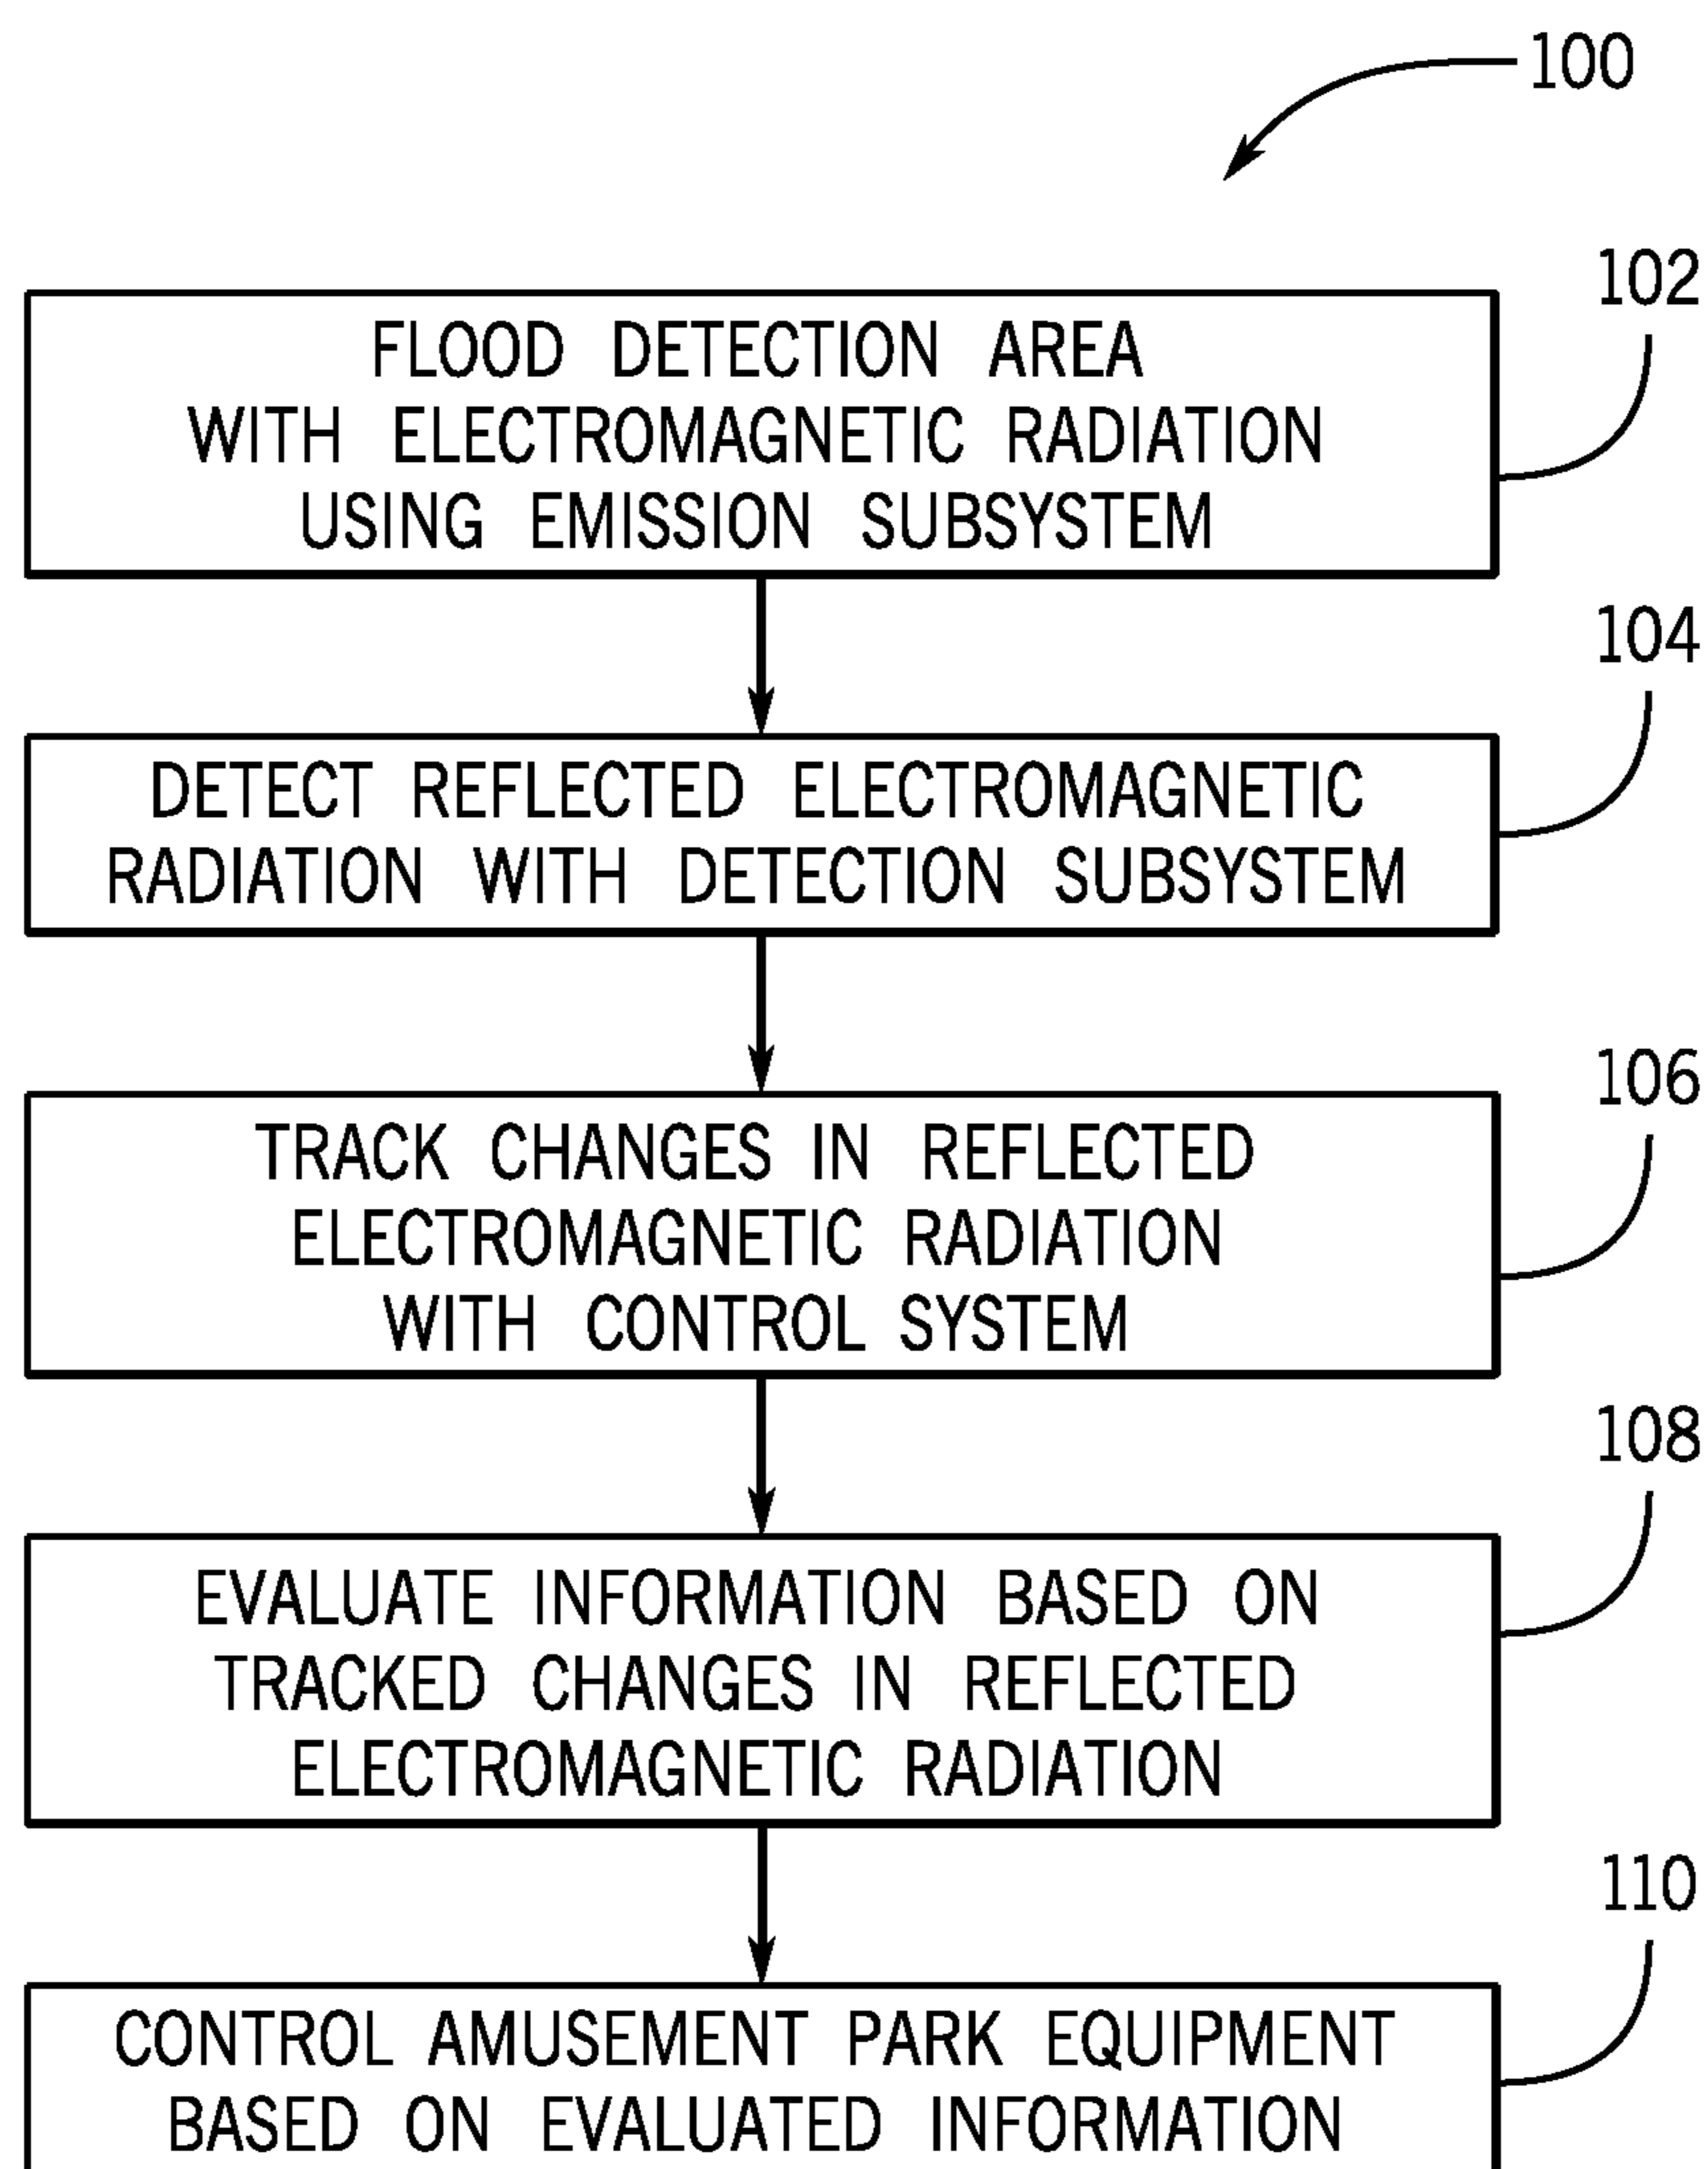 100
102
FLOOD DETECTION AREA
WITH ELECTROMAGNETIC RADIATION
USING EMISSION SUBSYSTEM
104
DETECT REFLECTED ELECTROMAGNETIC
RADIATION WITH DETECTION SUBSYSTEM
106
TRACK CHANGES IN REFLECTED
ELECTROMAGNETIC RADIATION
WITH CONTROL SYSTEM
108
EVALUATE INFORMATION BASED ON
TRACKED CHANGES IN REFLECTED
ELECTROMAGNETIC RADIATION
110
CONTROL AMUSEMENT PARK EQUIPMENT
BASED ON EVALUATED INFORMATION